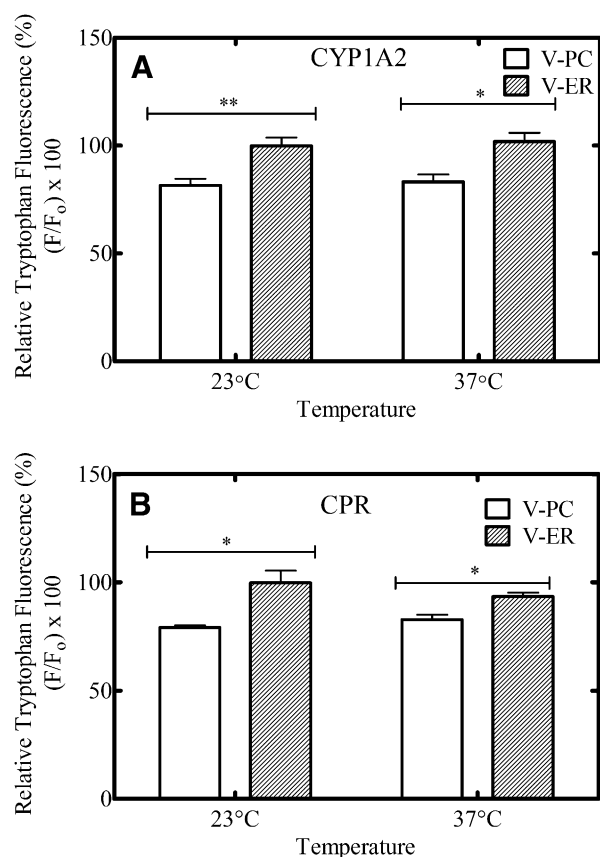 A
CYP1A2
V-PC
V-ER
**
*
150
100
50
0
Relative Tryptophan Fluorescence (%)
(F/Fo) x 100
23°C
37°C
Temperature
B
CPR
V-PC
V-ER
*
*
150
100
50
0
Relative Tryptophan Fluorescence (%)
(F/Fo) x 100
23°C
37°C
Temperature